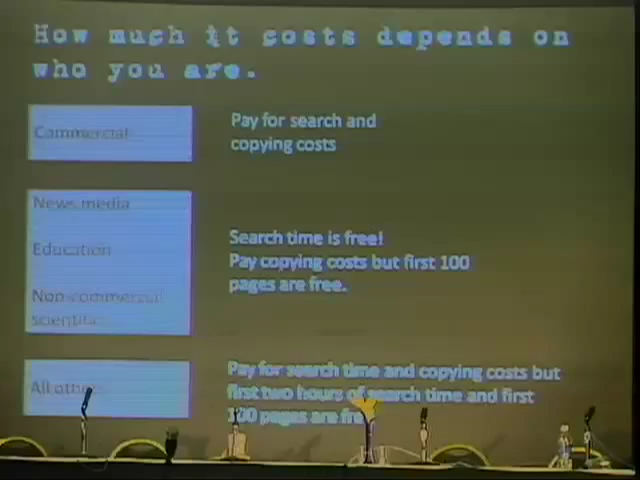 How much it costs depends on
who you are.
Commercial
Pay for search and
copying costs
News media
Education
Non-commercial
scientific
Search time is free!
Pay copying costs but first 100
pages are free.
All other
Pay for search time and copying costs but
first two hours of search time and first
100 pages are free